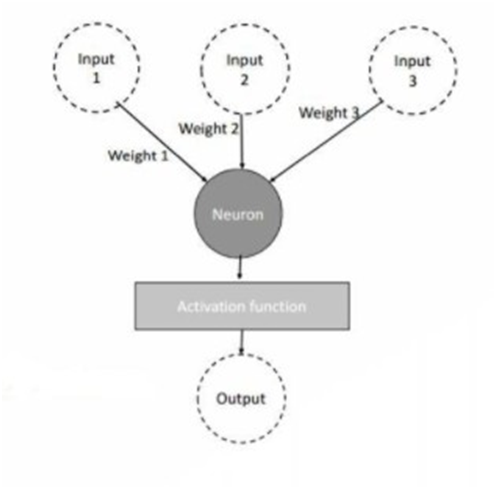 Input
1
Input
2
Input
3
Weight 1
Weight 2
Weight 3
Neuron
Activation function
Output